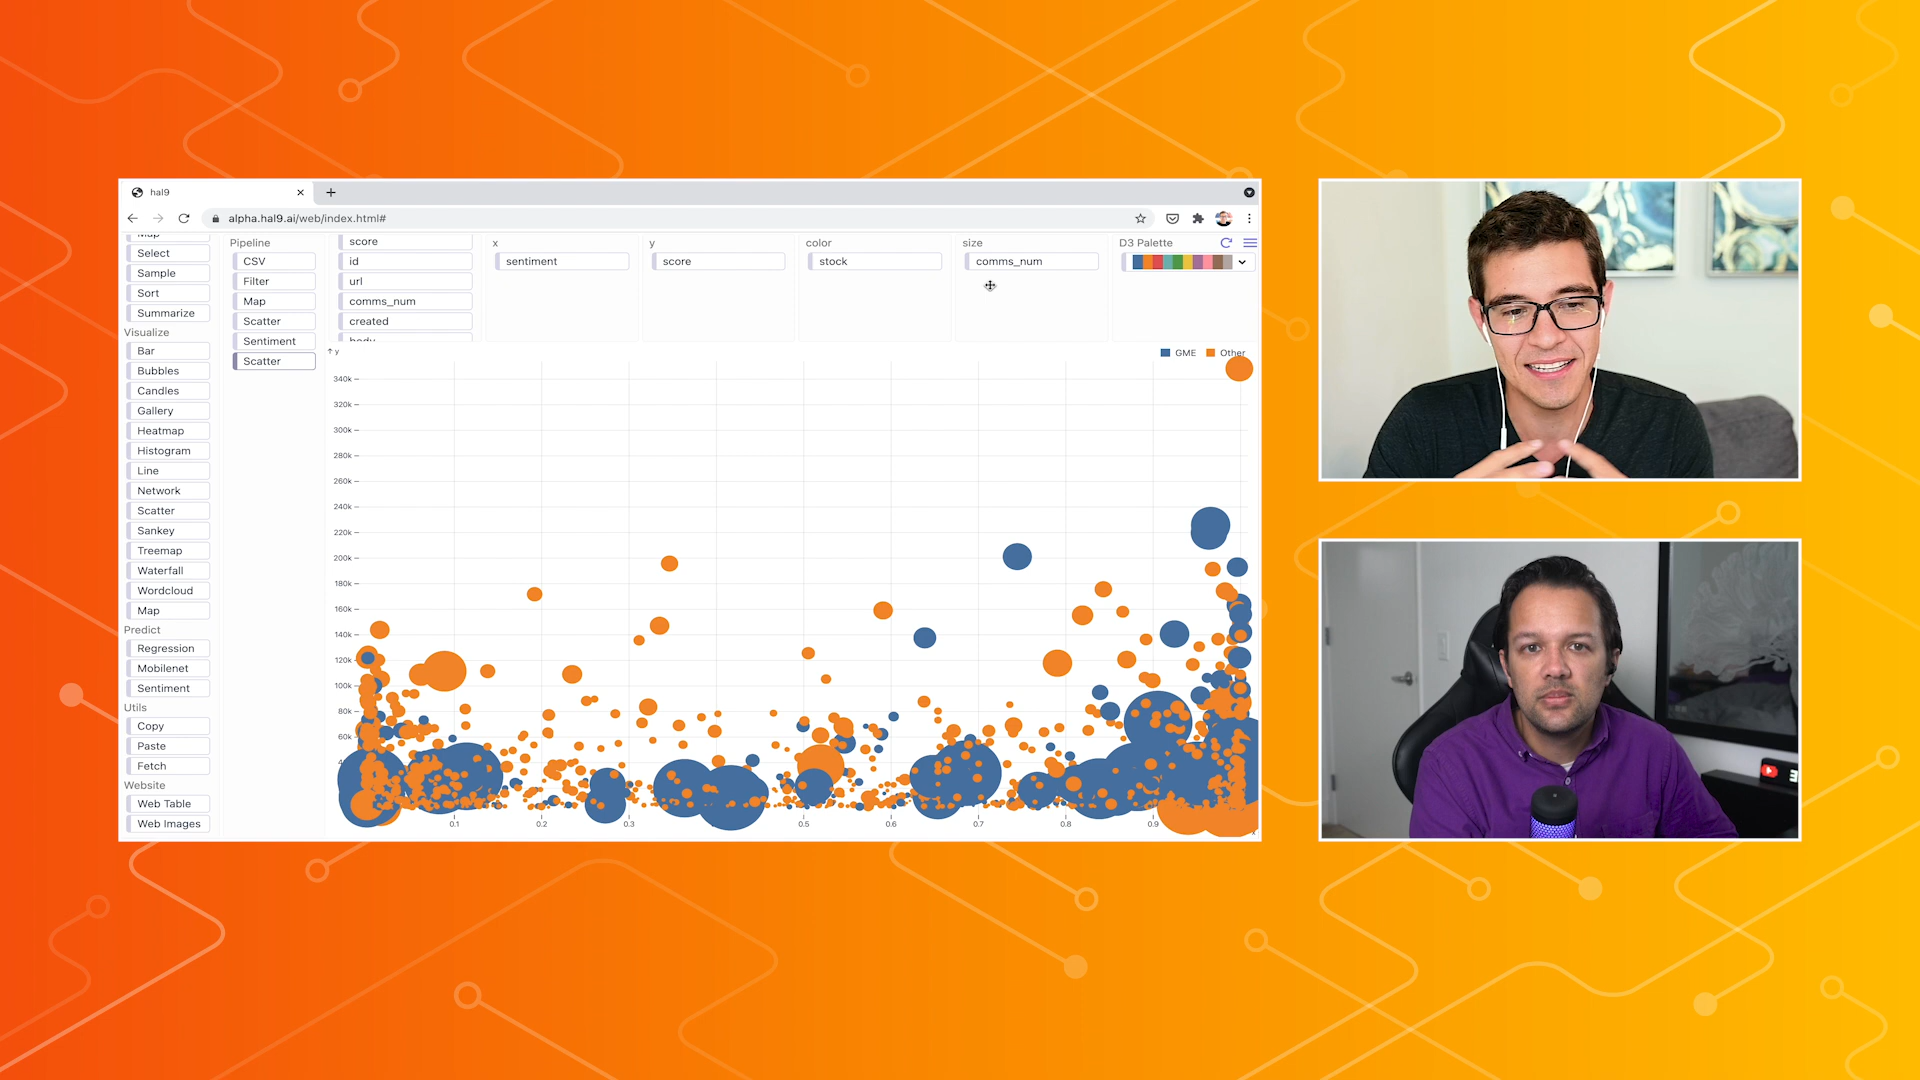 hal9
alpha.hal9.ai/web/index.html#
Select
Sample
Sort
Summarize
Visualize
Bar
Bubbles
Candles
Gallery
Heatmap
Histogram
Line
Network
Scatter
Sankey
Treemap
Waterfall
Wordcloud
Map
Predict
Regression
Mobilenet
Sentiment
Utils
Copy
Paste
Fetch
Website
Web Table
Web Images
Pipeline
CSV
Filter
Map
Scatter
Sentiment
Scatter
score
id
url
comms_num
created
x
sentiment
y
score
color
stock
size
comms_num
D3 Palette
↑ y
GME Other
340k
320k
300k
280k
260k
240k
220k
200k
180k
160k
140k
120k
100k
80k
60k
0.1 0.2 0.3 0.5 0.6 0.7 0.8 0.9